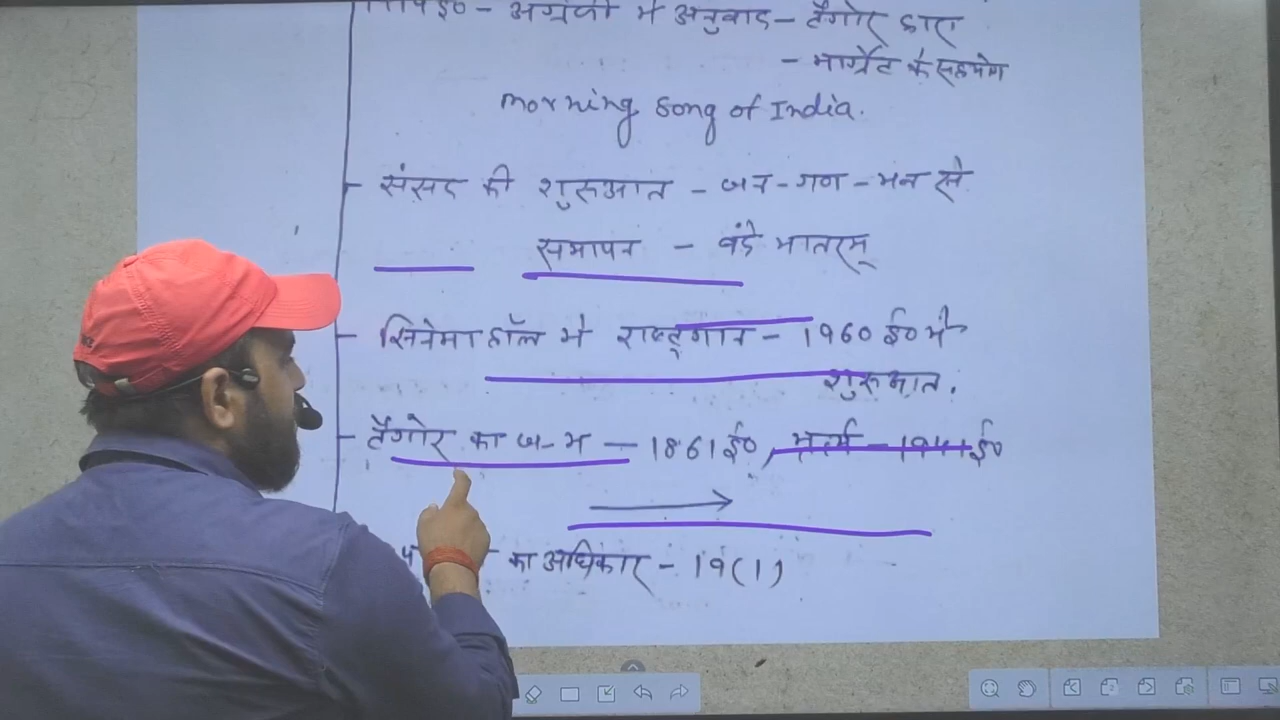 ई० - अंग्रेजी में अनुवाद - टैगोर द्वारा
- मार्ग्रेट के सहयोग
morning song of India.
- संसद की शुरुआत - जन-गण-मन से
समापन - वंदे मातरम्
- सिनेमा हॉल में राष्ट्रगान - 1960 ई० में
शुरुआत.
- टैगोर का जन्म - 1861 ई०, मृत्यु - 1941 ई०
का अधिकार - 19(1)